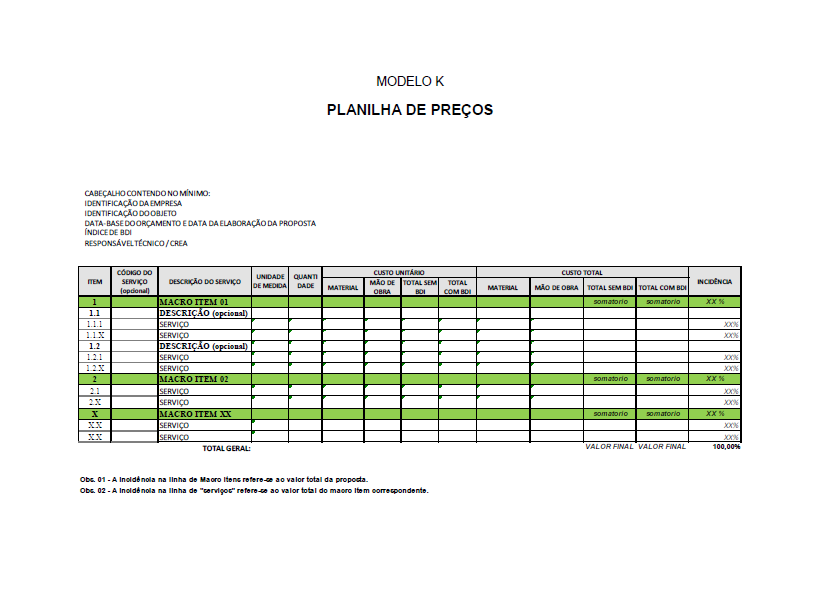 MODELO K
PLANILHA DE PREÇOS
CABEÇALHO CONTENDO NO MÍNIMO:
IDENTIFICAÇÃO DA EMPRESA
IDENTIFICAÇÃO DO OBJETO
DATA-BASE DO ORÇAMENTO E DATA DA ELABORAÇÃO DA PROPOSTA
ÍNDICE DE BDI
RESPONSÁVEL TÉCNICO / CREA
ITEM CÓDIGO DO SERVIÇO (opcional) DESCRIÇÃO DO SERVIÇO UNIDADE DE MEDIDA QUANTI DADE CUSTO UNITÁRIO CUSTO TOTAL INCIDÊNCIA
MATERIAL MÃO DE OBRA TOTAL SEM BDI TOTAL COM BDI MATERIAL MÃO DE OBRA TOTAL SEM BDI TOTAL COM BDI
1 MACRO ITEM 01 somatorio somatorio XX %
1.1 DESCRIÇÃO (opcional)
1.1.1 SERVIÇO XX%
1.1.X SERVIÇO XX%
1.2 DESCRIÇÃO (opcional)
1.2.1 SERVIÇO XX%
1.2.X SERVIÇO XX%
2 MACRO ITEM 02 somatorio somatorio XX %
2.1 SERVIÇO XX%
2.X SERVIÇO XX%
X MACRO ITEM XX somatorio somatorio XX %
X.X SERVIÇO XX%
X.X SERVIÇO XX%
TOTAL GERAL: VALOR FINAL VALOR FINAL 100,00%
Obs. 01 - A Incidência na linha de Macro Itens refere-se ao valor total da proposta.
Obs. 02 - A Incidência na linha de "serviços" refere-se ao valor total do macro item correspondente.